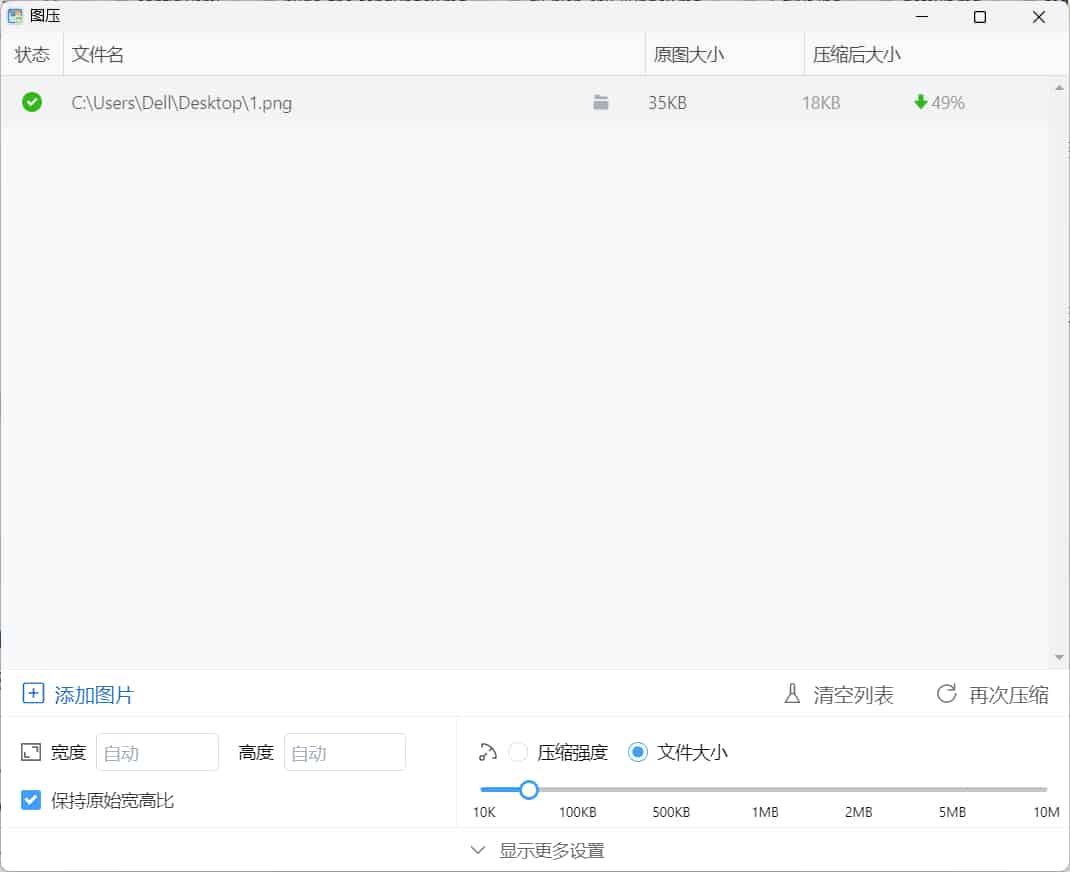 图压
状态 文件名 原图大小 压缩后大小
C:\Users\Dell\Desktop\1.png 35KB 18KB 49%
添加图片 清空列表 再次压缩
宽度 自动 高度 自动 压缩强度 文件大小
保持原始宽高比
10K 100KB 500KB 1MB 2MB 5MB 10M
显示更多设置